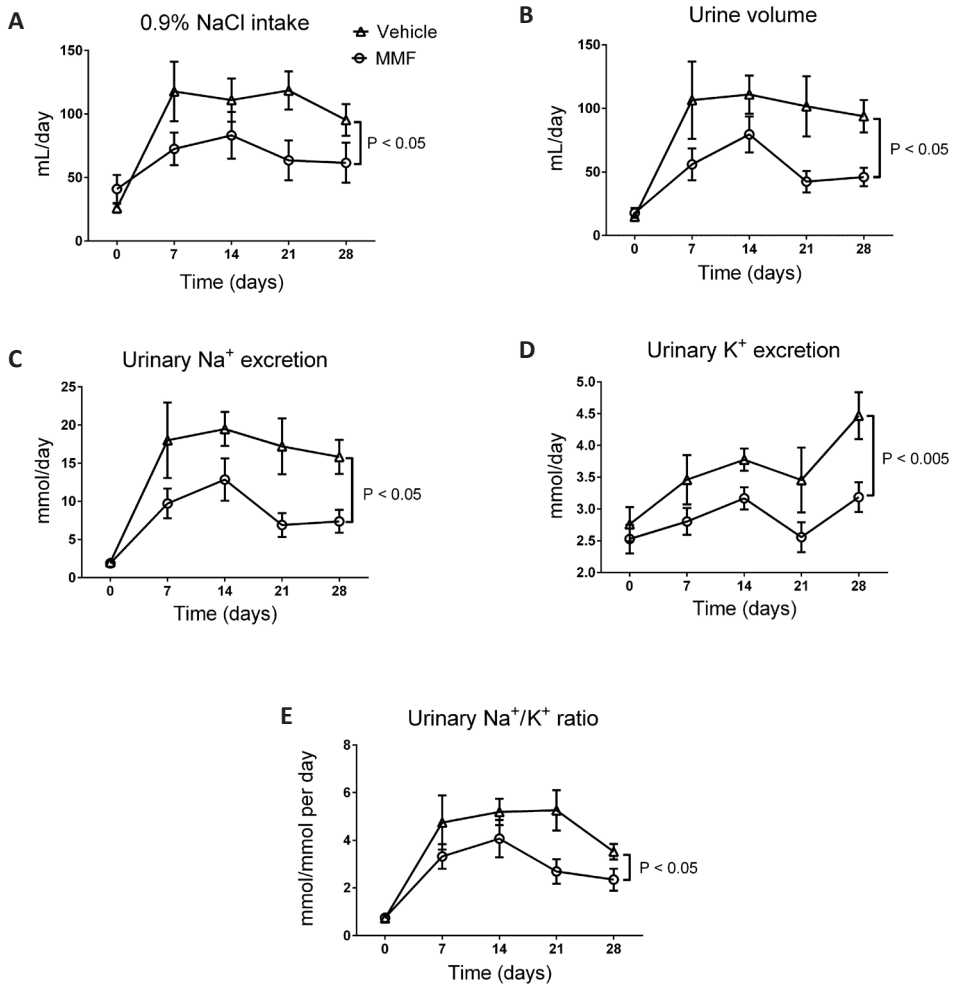 A
0.9% NaCl intake
Vehicle
MMF
150
100
50
0
mL/day
P < 0.05
0 7 14 21 28
Time (days)
B
Urine volume
150
100
50
0
mL/day
P < 0.05
0 7 14 21 28
Time (days)
C
Urinary Na⁺ excretion
25
20
15
10
5
0
mmol/day
P < 0.05
0 7 14 21 28
Time (days)
D
Urinary K⁺ excretion
5.0
4.5
4.0
3.5
3.0
2.5
2.0
mmol/day
P < 0.005
0 7 14 21 28
Time (days)
E
Urinary Na⁺/K⁺ ratio
8
6
4
2
0
mmol/mmol per day
P < 0.05
0 7 14 21 28
Time (days)